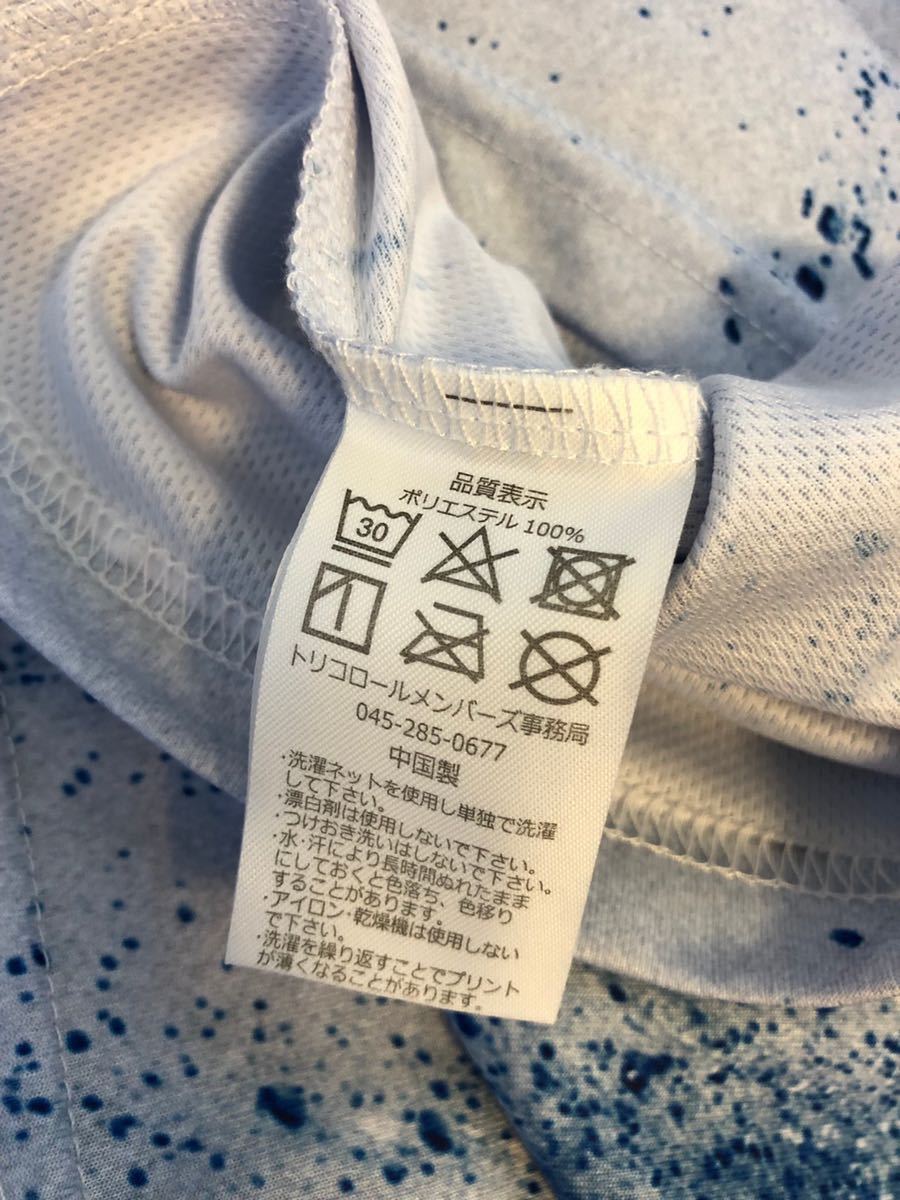 品質表示
ポリエステル 100%
30
トリコロールメンバーズ事務局
045-285-0677
中国製
・洗濯ネットを使用し単独で洗濯
して下さい。
・漂白剤は使用しないで下さい。
・つけおき洗いはしないで下さい。
・水・汗により長時間ぬれたまま
にしておくと色落ち、色移り
することがあります。
・アイロン・乾燥機は使用しない
で下さい。
・洗濯を繰り返すことでプリント
が薄くなることがあります。